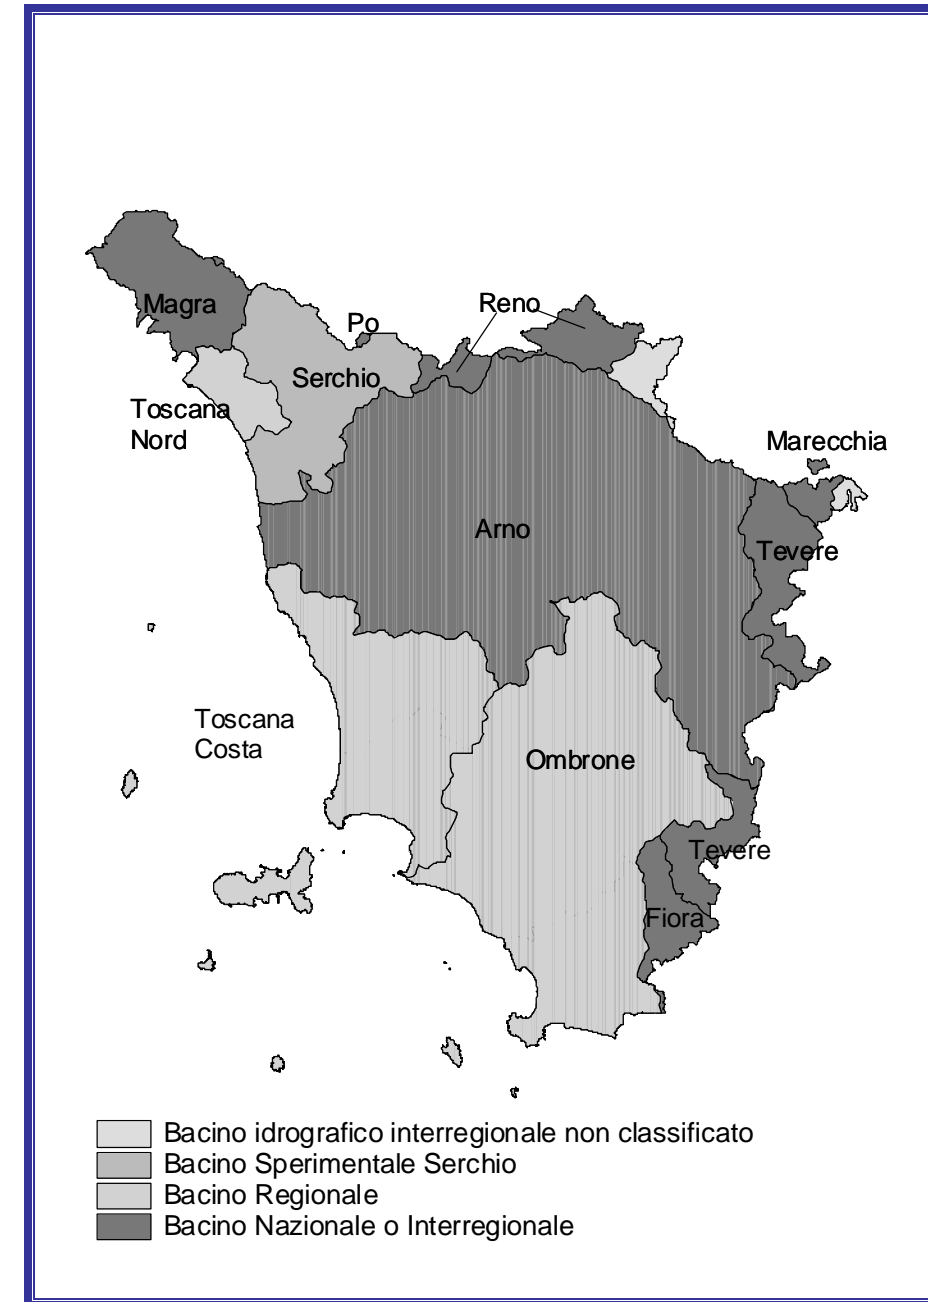 Magra
Reno
Po
Serchio
Toscana
Nord
Marecchia
Arno
Tevere
Toscana
Costa
Ombrone
Tevere
Fiora
Bacino idrografico interregionale non classificato
Bacino Sperimentale Serchio
Bacino Regionale
Bacino Nazionale o Interregionale